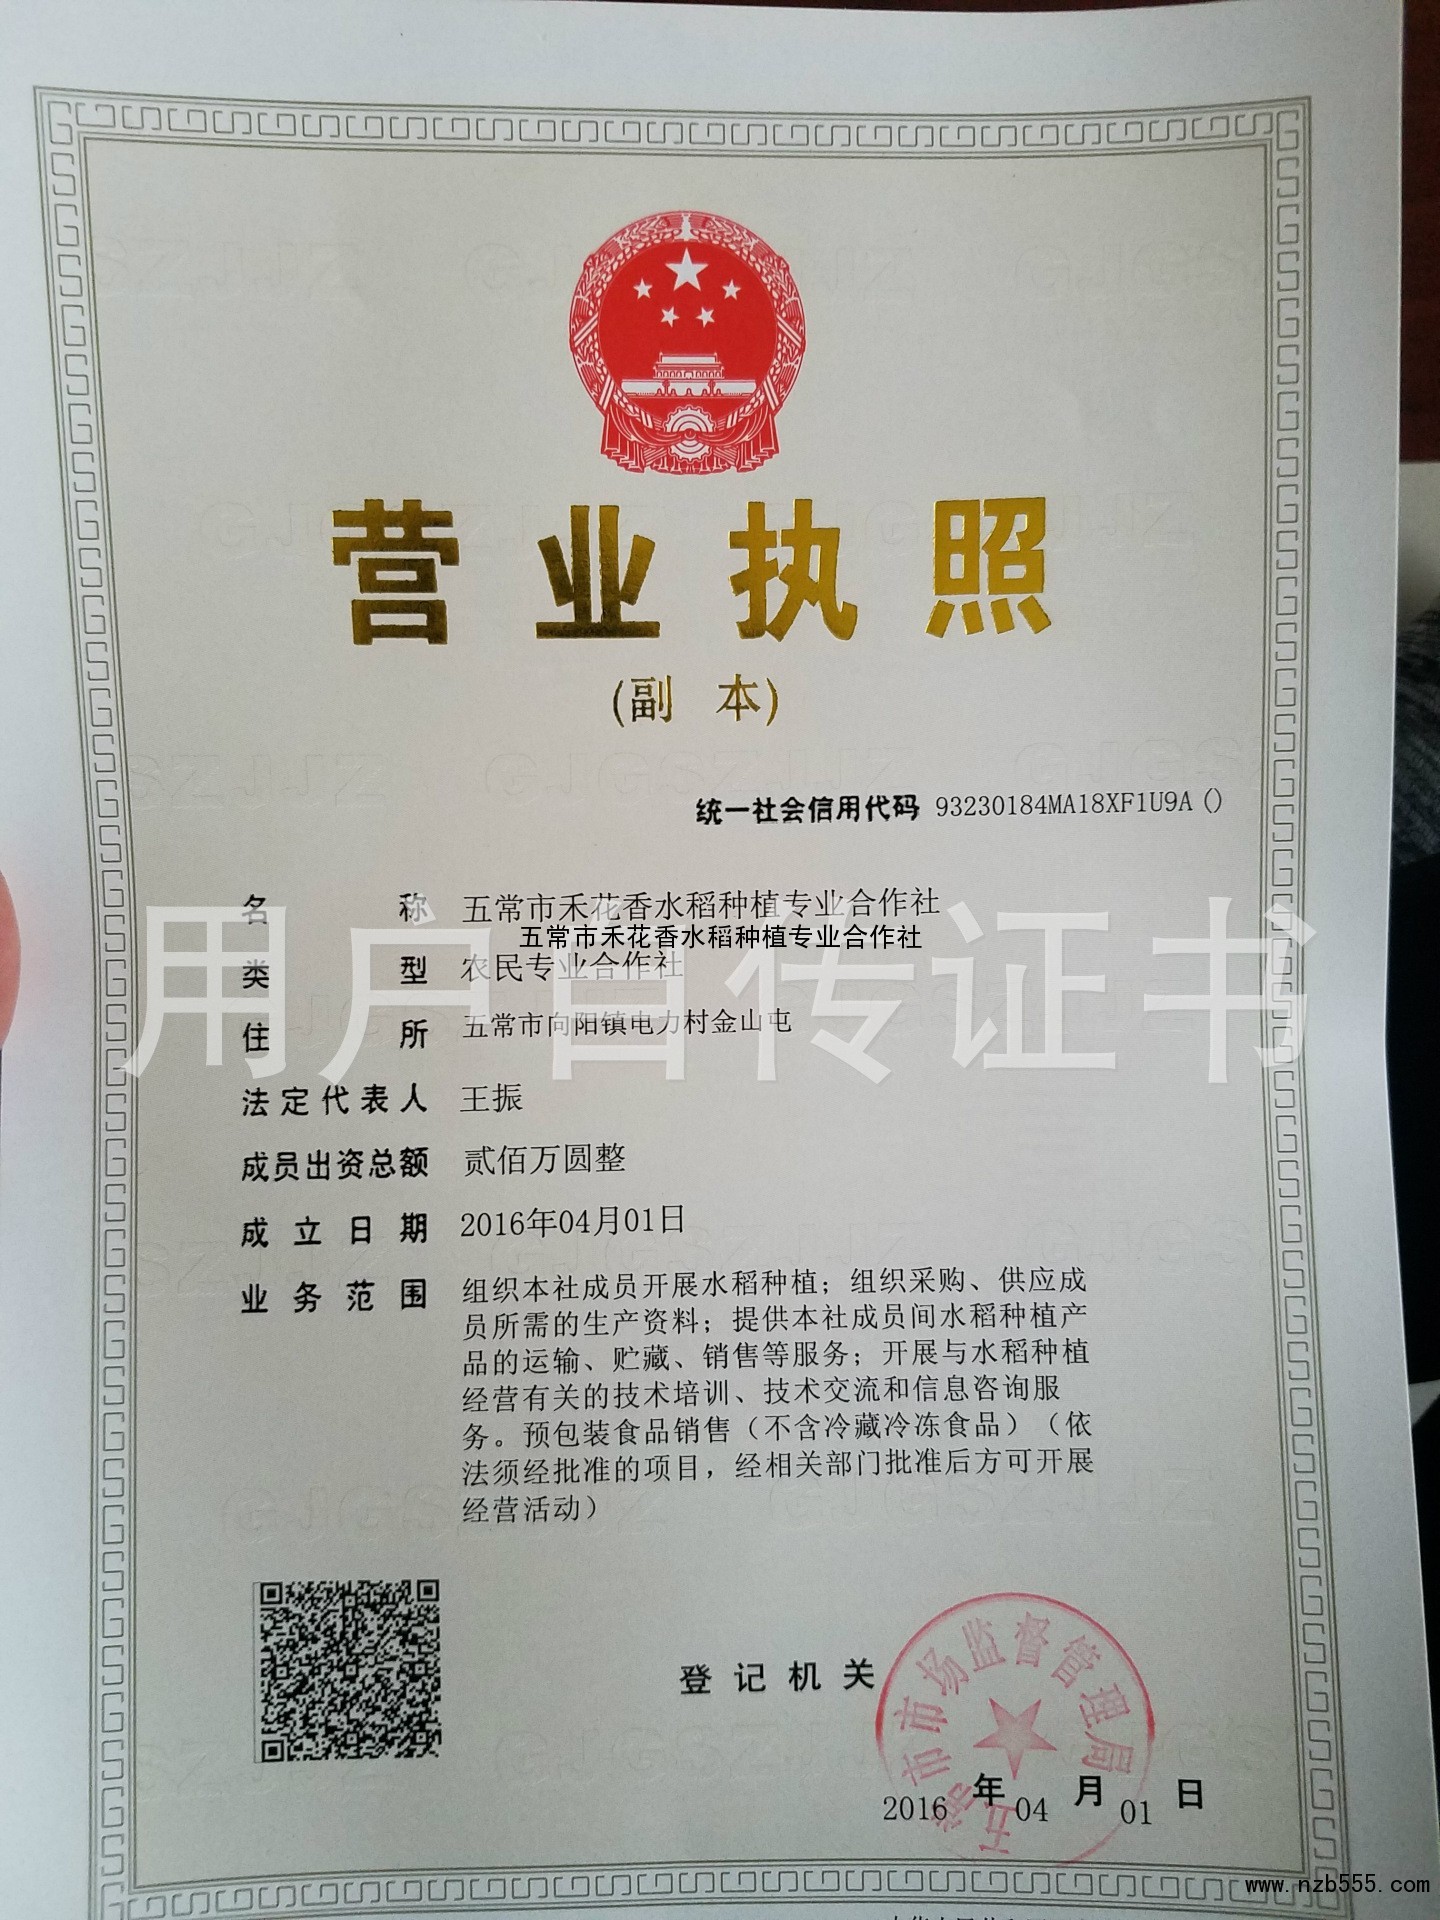 营业执照
(副 本)
统一社会信用代码 93230184MA18XF1U9A()
名 称 五常市禾花香水稻种植专业合作社
五常市禾花香水稻种植专业合作社
类 型 农民专业合作社
用户自传证书
住 所 五常市向阳镇电力村金山屯
法定代表人 王振
成员出资总额 贰佰万圆整
成立日期 2016年04月01日
业务范围 组织本社成员开展水稻种植；组织采购、供应成
员所需的生产资料；提供本社成员间水稻种植产
品的运输、贮藏、销售等服务；开展与水稻种植
经营有关的技术培训、技术交流和信息咨询服
务。预包装食品销售（不含冷藏冷冻食品）（依
法须经批准的项目，经相关部门批准后方可开展
经营活动）
登记机关
五常市市场监督管理局
2016 年 04 月 01 日
www.nzb555.com